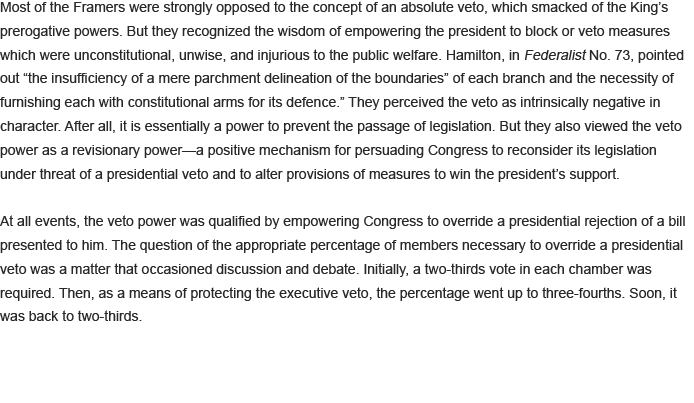 Most of the Framers were strongly opposed to the concept of an absolute veto, which smacked of the King’s
prerogative powers. But they recognized the wisdom of empowering the president to block or veto measures
which were unconstitutional, unwise, and injurious to the public welfare. Hamilton, in Federalist No. 73, pointed
out “the insufficiency of a mere parchment delineation of the boundaries” of each branch and the necessity of
furnishing each with constitutional arms for its defence.” They perceived the veto as intrinsically negative in
character. After all, it is essentially a power to prevent the passage of legislation. But they also viewed the veto
power as a revisionary power—a positive mechanism for persuading Congress to reconsider its legislation
under threat of a presidential veto and to alter provisions of measures to win the president’s support.
At all events, the veto power was qualified by empowering Congress to override a presidential rejection of a bill
presented to him. The question of the appropriate percentage of members necessary to override a presidential
veto was a matter that occasioned discussion and debate. Initially, a two-thirds vote in each chamber was
required. Then, as a means of protecting the executive veto, the percentage went up to three-fourths. Soon, it
was back to two-thirds.